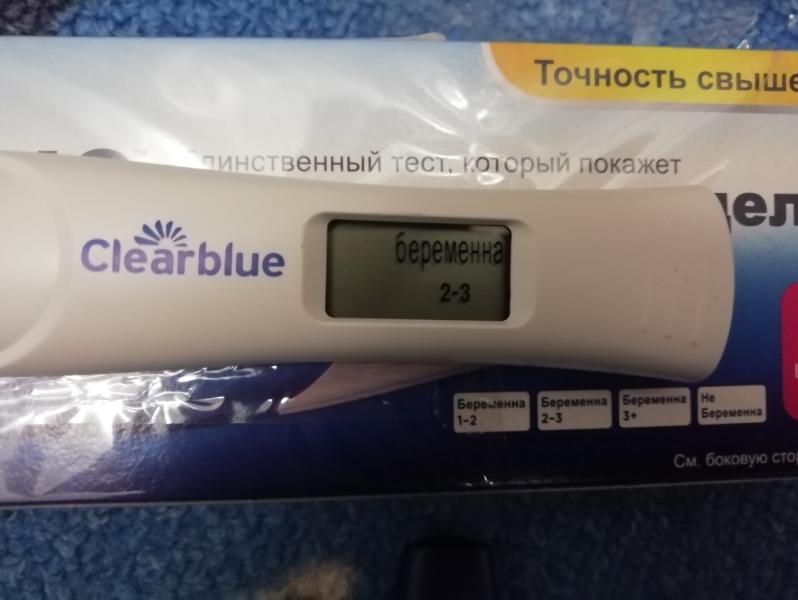 Точность свыше
Единственный тест, который покажет
Clearblue
беременна
2-3
Беременна
1-2
Беременна
2-3
Беременна
3+
Не
Беременна
См. боковую